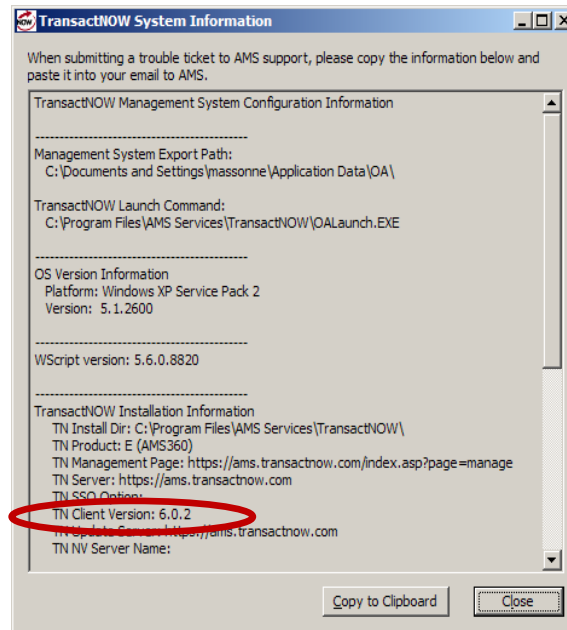 NOW TransactNOW System Information
When submitting a trouble ticket to AMS support, please copy the information below and
paste it into your email to AMS.
TransactNOW Management System Configuration Information
--------------------------------------------
Management System Export Path:
C:\Documents and Settings\massonne\Application Data\OA\
TransactNOW Launch Command:
C:\Program Files\AMS Services\TransactNOW\OALaunch.EXE
--------------------------------------------
OS Version Information
Platform: Windows XP Service Pack 2
Version: 5.1.2600
--------------------------------------------
WScript version: 5.6.0.8820
--------------------------------------------
TransactNOW Installation Information
TN Install Dir: C:\Program Files\AMS Services\TransactNOW\
TN Product: E (AMS360)
TN Management Page: https://ams.transactnow.com/index.asp?page=manage
TN Server: https://ams.transactnow.com
TN SSO Option:
TN Client Version: 6.0.2
TN Update Server: https://ams.transactnow.com
TN NV Server Name:
Copy to Clipboard Close